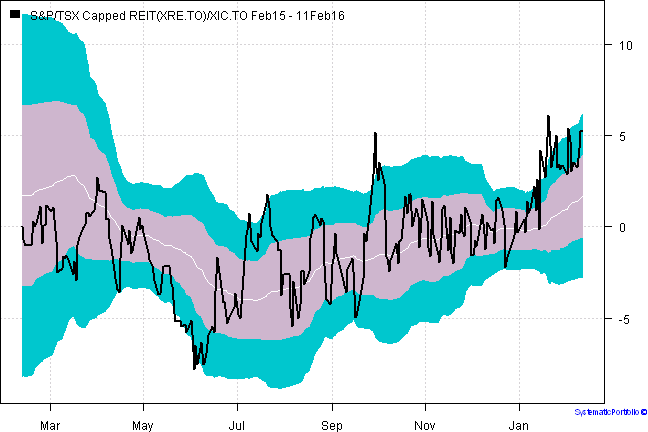 S&P/TSX Capped REIT(XRE.TO)/XIC.TO Feb15 - 11Feb16
10
5
0
-5
Mar May Jul Sep Nov Jan
SystematicPortfolio ©